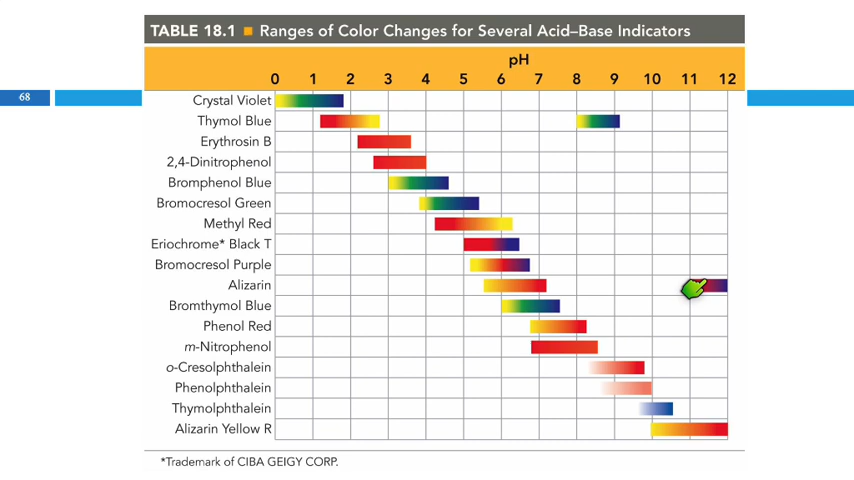 TABLE 18.1 ■ Ranges of Color Changes for Several Acid–Base Indicators
pH
0 1 2 3 4 5 6 7 8 9 10 11 12
68
Crystal Violet
Thymol Blue
Erythrosin B
2,4-Dinitrophenol
Bromphenol Blue
Bromocresol Green
Methyl Red
Eriochrome* Black T
Bromocresol Purple
Alizarin
Bromthymol Blue
Phenol Red
m-Nitrophenol
o-Cresolphthalein
Phenolphthalein
Thymolphthalein
Alizarin Yellow R
*Trademark of CIBA GEIGY CORP.